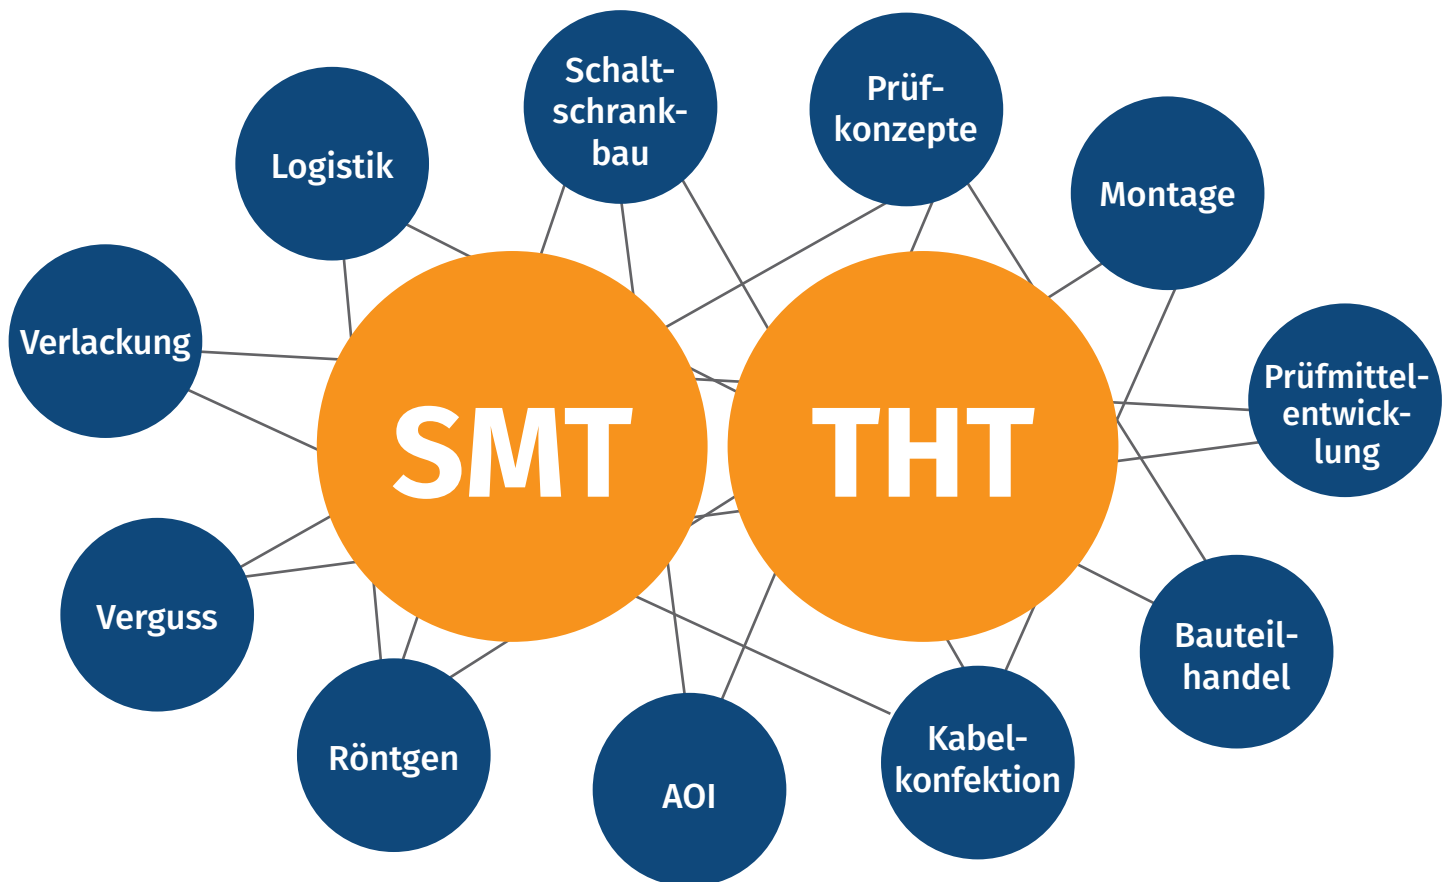 Schalt-
schrank-
bau
Prüf-
konzepte
Logistik
Montage
Verlackung
Prüfmittel-
entwick-
lung
SMT
THT
Verguss
Bauteil-
handel
Röntgen
AOI
Kabel-
konfektion